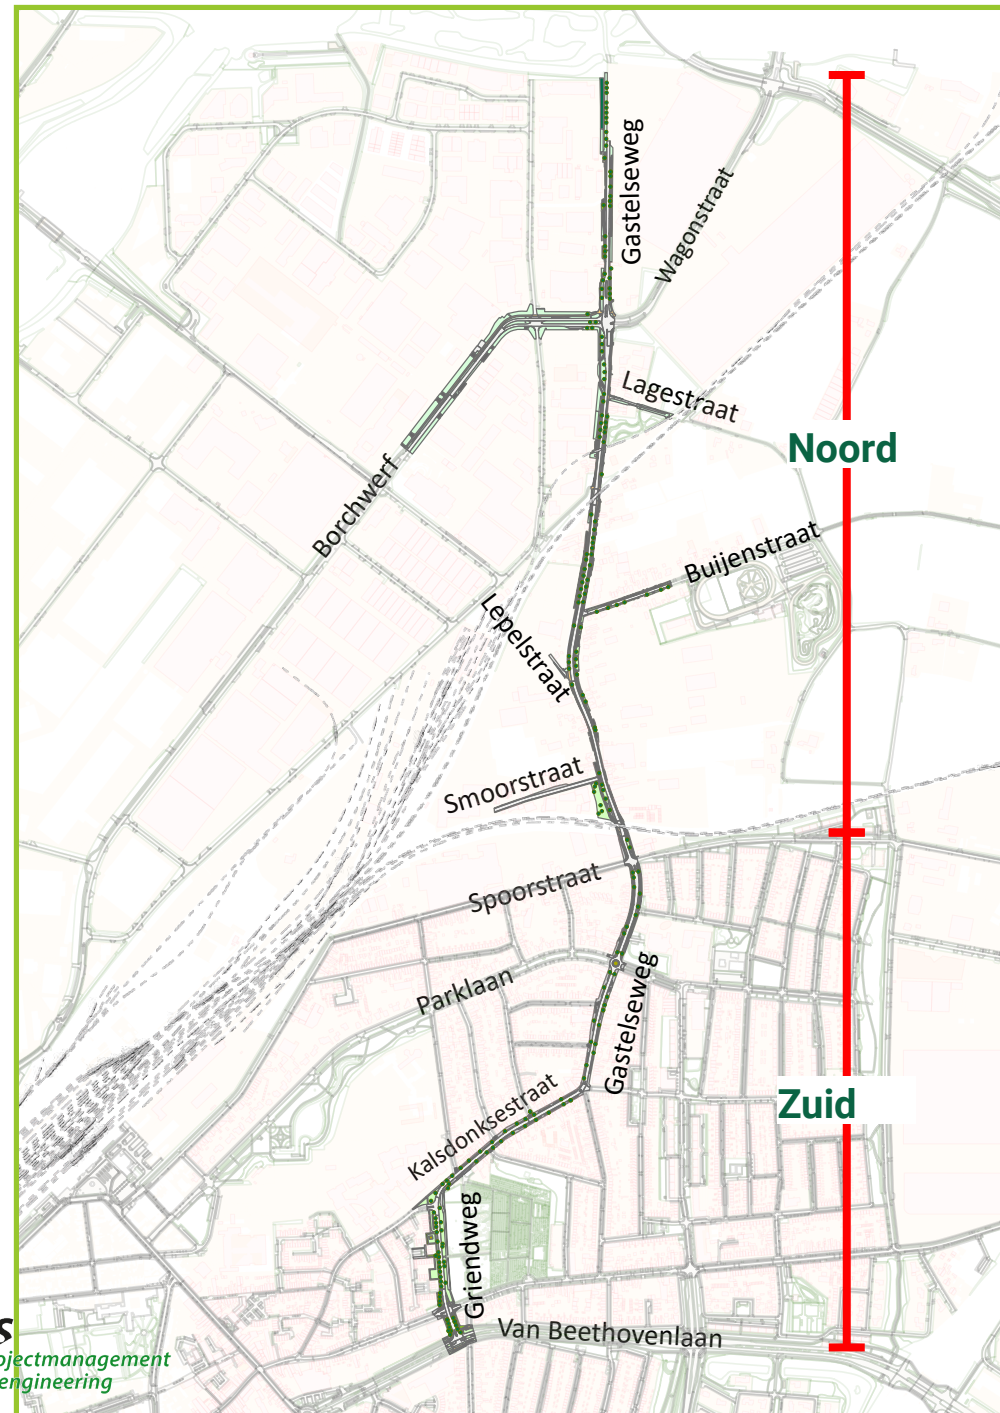 Gastelseweg
Wagonstraat
Lagestraat
Noord
Borchwerf
Buijenstraat
Lepelstraat
Smoorstraat
Spoorstraat
Parklaan
Gastelseweg
Kalsdonksestraat
Zuid
Griendweg
Van Beethovenlaan
s
ojectmanagement
engineering